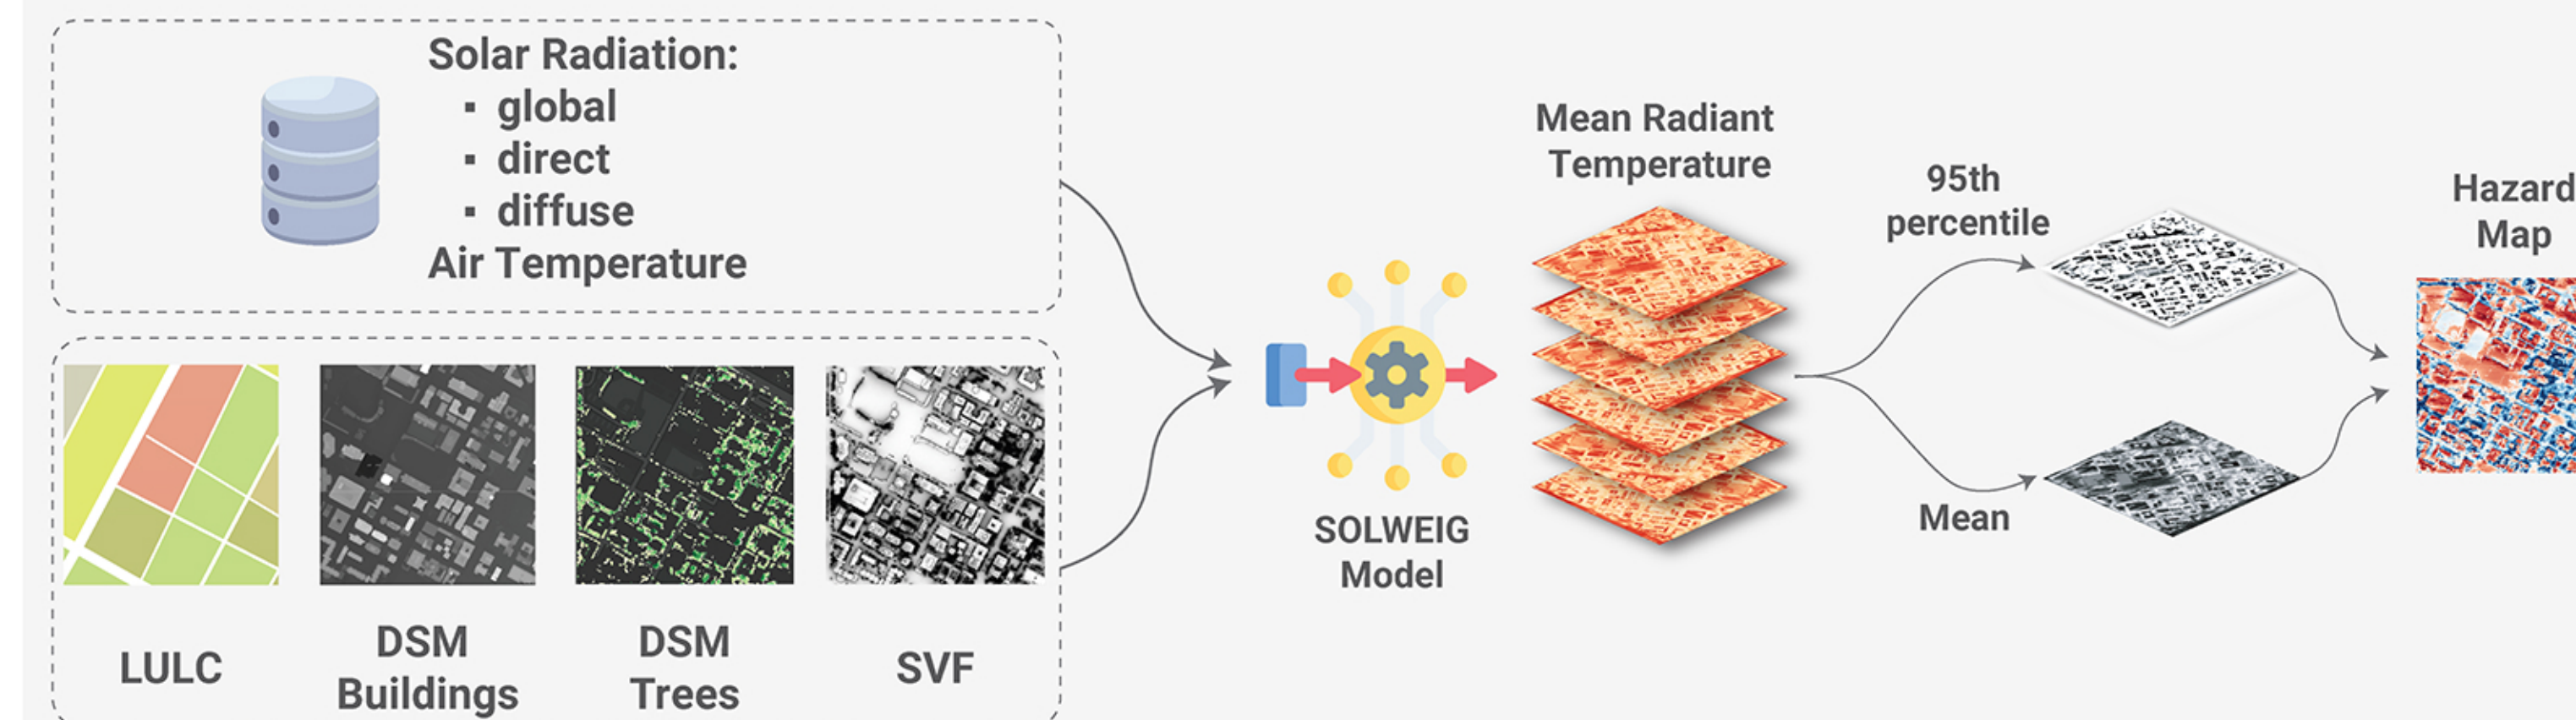 Solar Radiation:
▪ global
▪ direct
▪ diffuse
Air Temperature
LULC
DSM
Buildings
DSM
Trees
SVF
SOLWEIG
Model
Mean Radiant
Temperature
95th
percentile
Mean
Hazard
Map